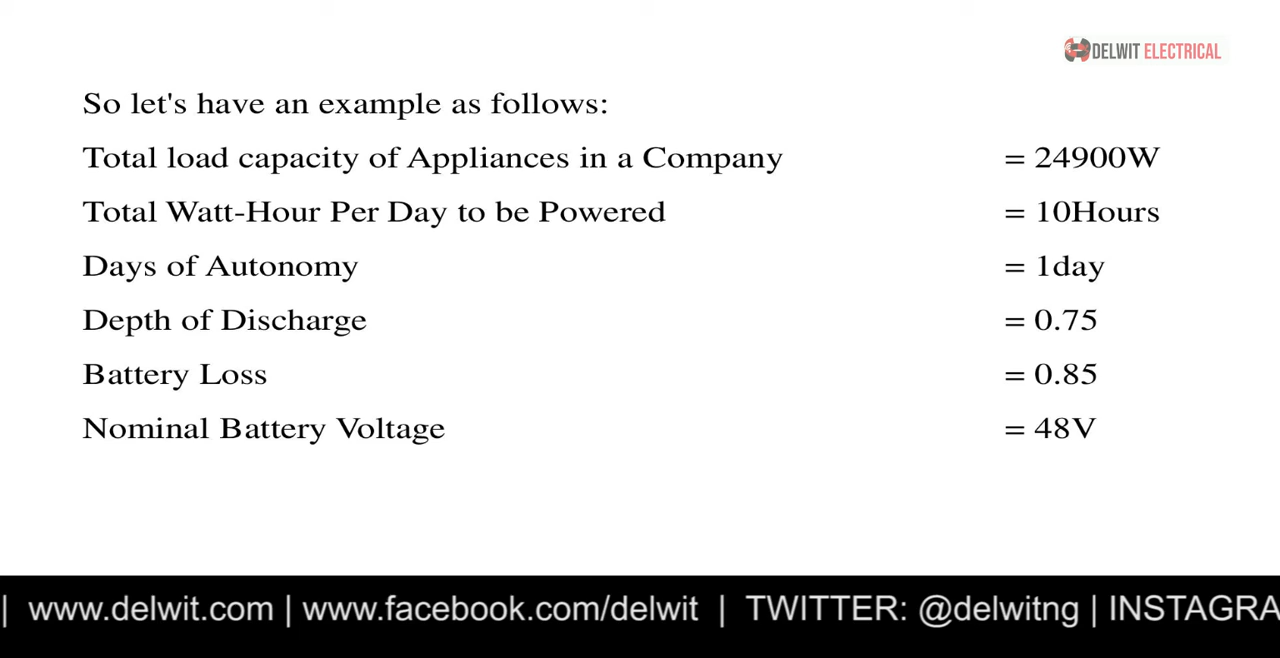 DELWIT ELECTRICAL
So let's have an example as follows:
Total load capacity of Appliances in a Company = 24900W
Total Watt-Hour Per Day to be Powered = 10Hours
Days of Autonomy = 1day
Depth of Discharge = 0.75
Battery Loss = 0.85
Nominal Battery Voltage = 48V
| www.delwit.com | www.facebook.com/delwit | TWITTER: @delwitng | INSTAGRA